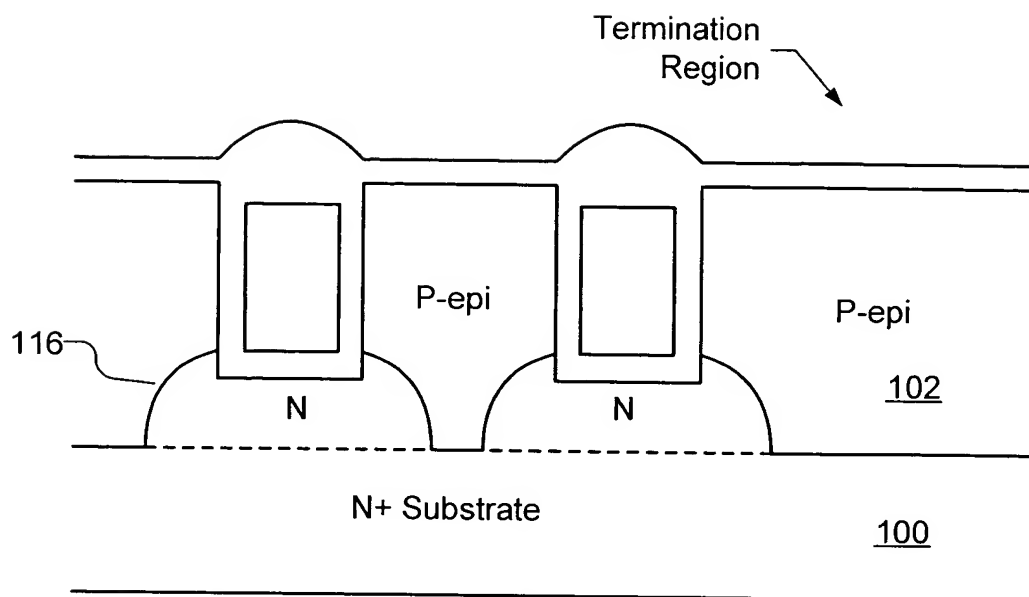 Termination
Region
P-epi
P-epi
116
102
N
N
N+ Substrate
100